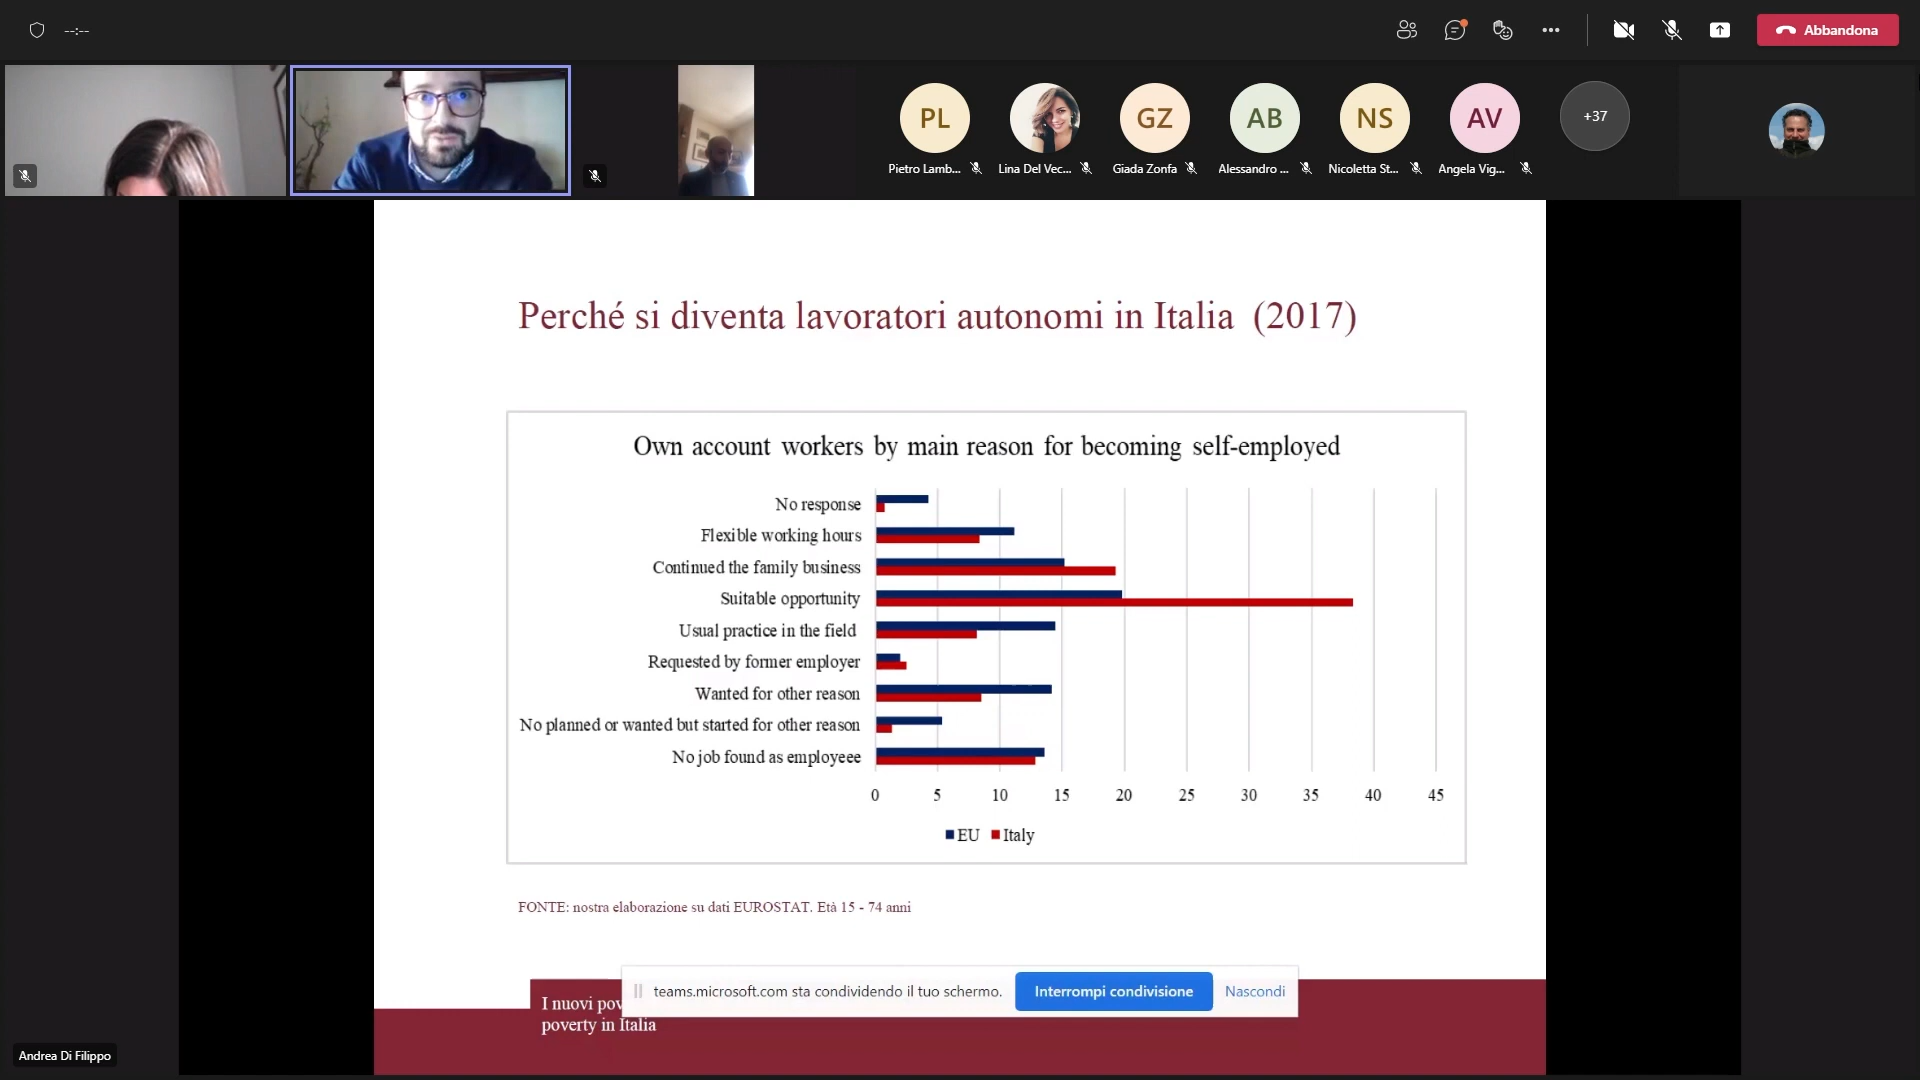 --:--
Abbandona
PL
GZ
AB
NS
AV
+37
Pietro Lamb...
Lina Del Vec...
Giada Zonfa
Alessandro ...
Nicoletta St...
Angela Vig...
Perché si diventa lavoratori autonomi in Italia (2017)
Own account workers by main reason for becoming self-employed
No response
Flexible working hours
Continued the family business
Suitable opportunity
Usual practice in the field
Requested by former employer
Wanted for other reason
No planned or wanted but started for other reason
No job found as employeee
0 5 10 15 20 25 30 35 40 45
EU Italy
FONTE: nostra elaborazione su dati EUROSTAT. Età 15 - 74 anni
teams.microsoft.com sta condividendo il tuo schermo.
Interrompi condivisione
Nascondi
I nuovi pov
poverty in Italia
Andrea Di Filippo